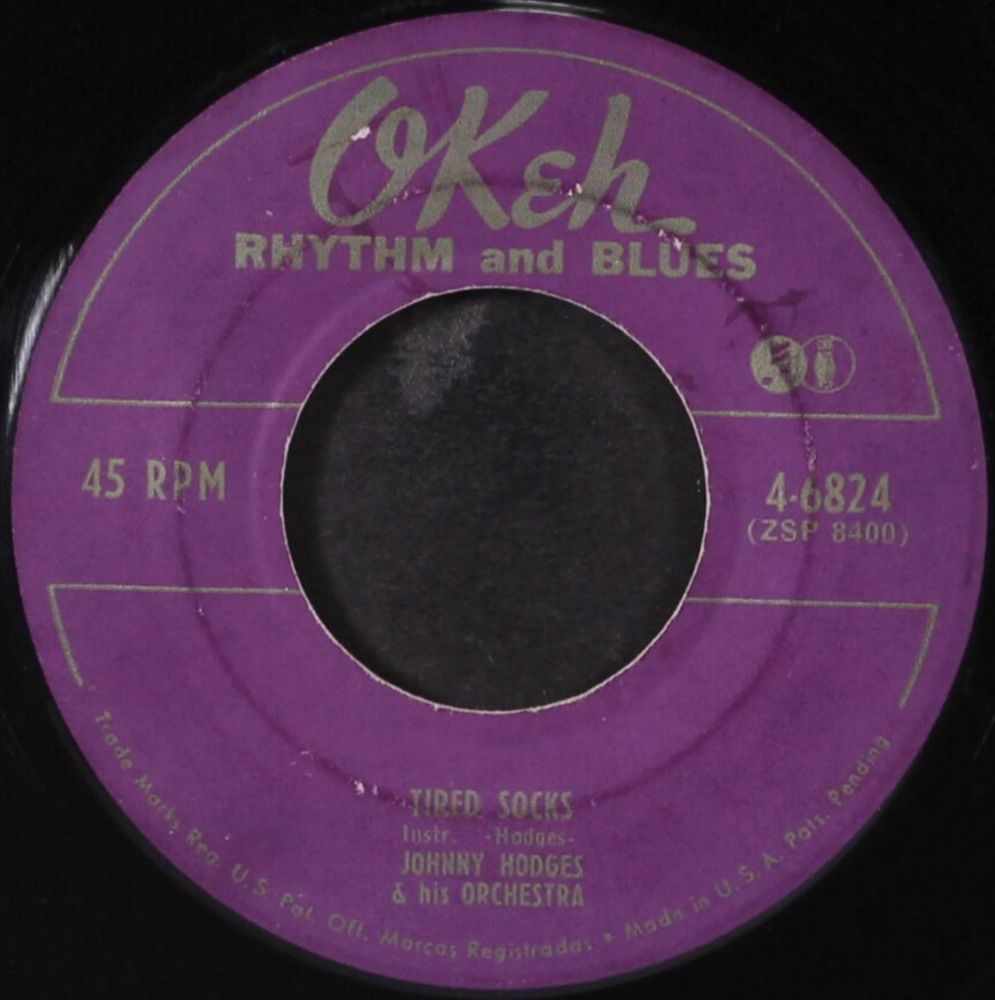 OKeh
RHYTHM and BLUES
45 RPM
4-6824
(ZSP 8400)
TIRED SOCKS
Instr. -Hodges-
JOHNNY HODGES
& his ORCHESTRA
Trade Marks Reg. U.S. Pat. Off. Marcas Registradas • Made in U.S.A. Pats. Pending